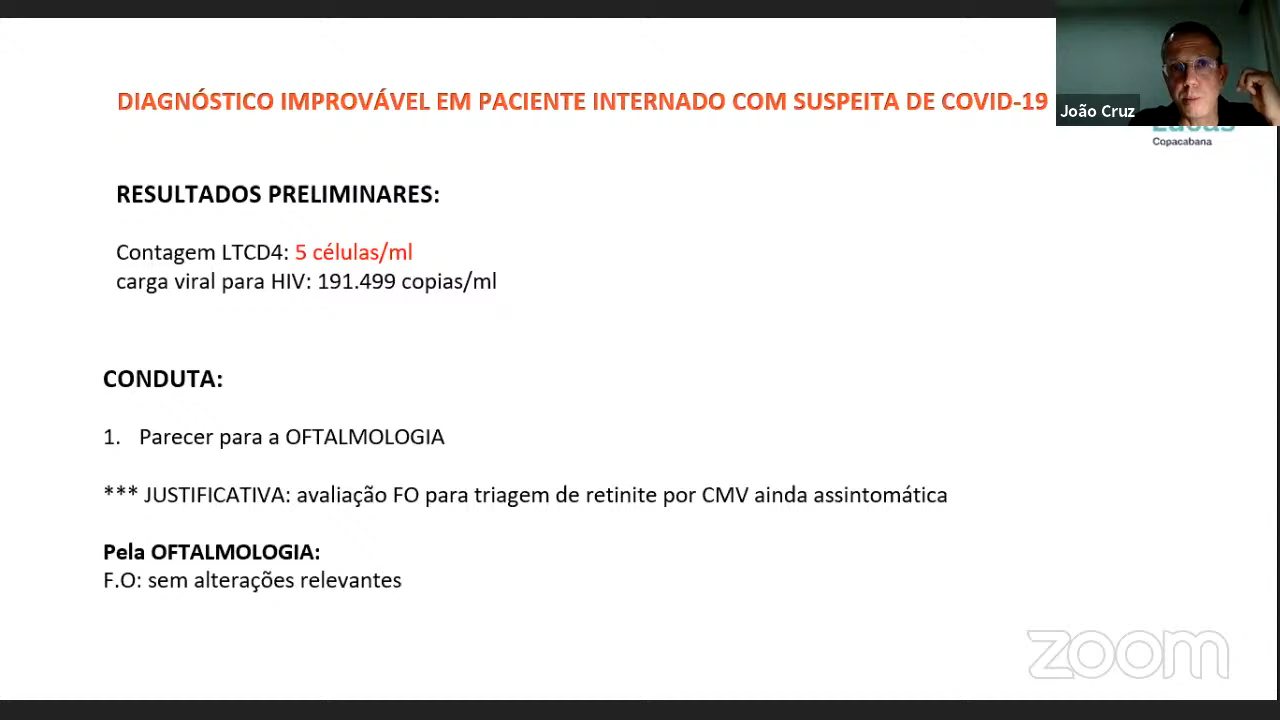 DIAGNÓSTICO IMPROVÁVEL EM PACIENTE INTERNADO COM SUSPEITA DE COVID-19
João Cruz
Copacabana
RESULTADOS PRELIMINARES:
Contagem LTCD4: 5 células/ml
carga viral para HIV: 191.499 copias/ml
CONDUTA:
1. Parecer para a OFTALMOLOGIA
*** JUSTIFICATIVA: avaliação FO para triagem de retinite por CMV ainda assintomática
Pela OFTALMOLOGIA:
F.O: sem alterações relevantes
zoom